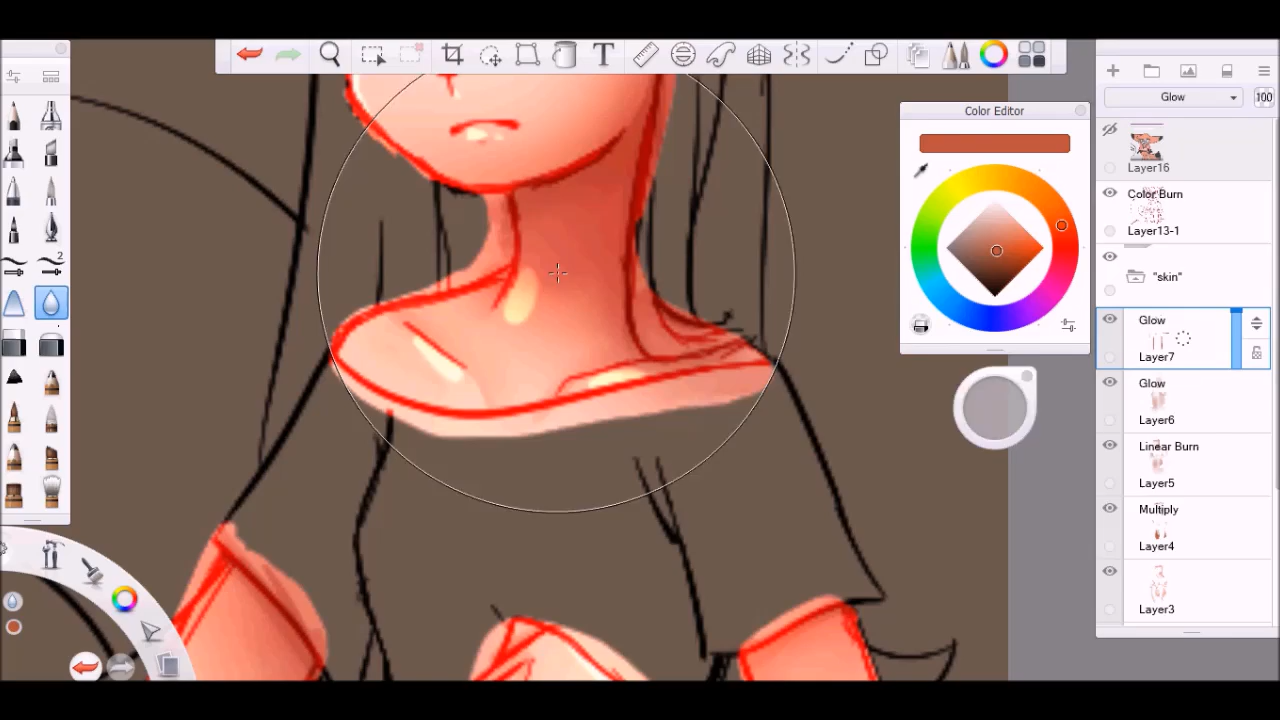 T
Color Editor
Glow
100
Layer16
Color Burn
Layer13-1
"skin"
Glow
Layer7
Glow
Layer6
Linear Burn
Layer5
Multiply
Layer4
Layer3
2